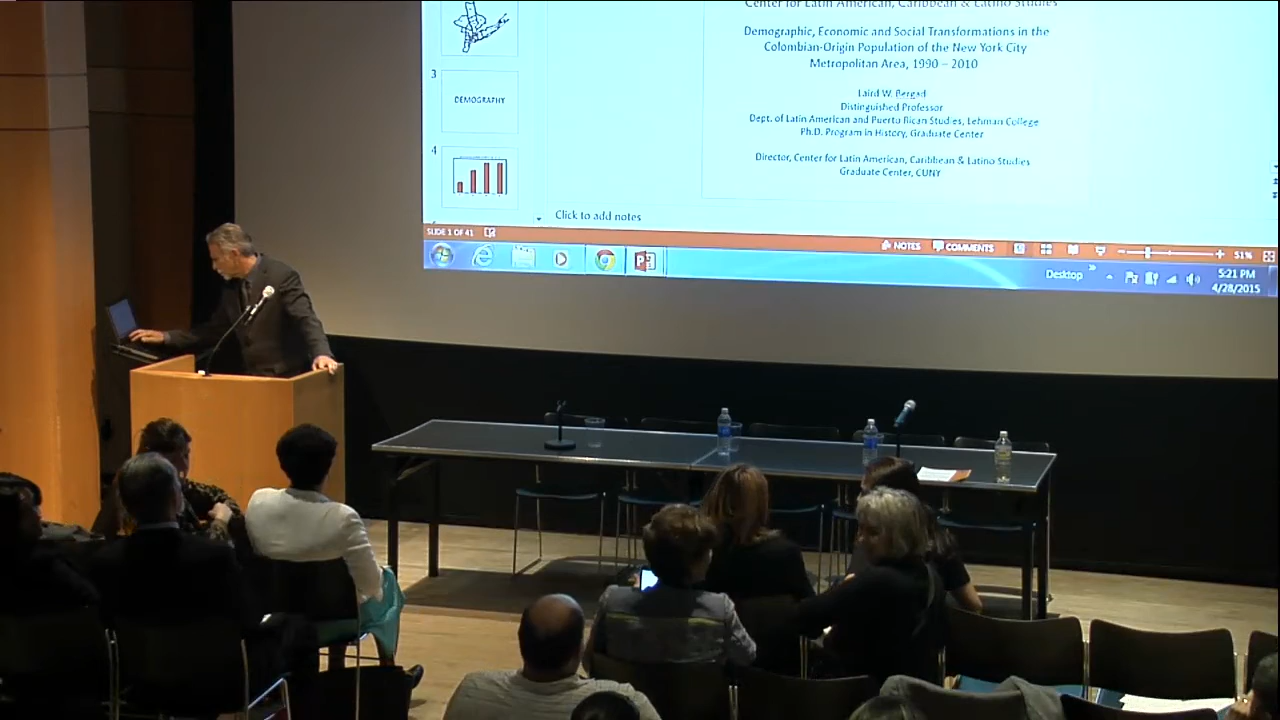 Center for Latin American, Caribbean & Latino Studies
Demographic, Economic and Social Transformations in the
Colombian-Origin Population of the New York City
Metropolitan Area, 1990 – 2010
Laird W. Bergad
Distinguished Professor
Dept. of Latin American and Puerto Rican Studies, Lehman College
Ph.D. Program in History, Graduate Center
Director, Center for Latin American, Caribbean & Latino Studies
Graduate Center, CUNY
3
DEMOGRAPHY
4
Click to add notes
SLIDE 1 OF 41
NOTES
COMMENTS
51%
Desktop
5:21 PM
4/28/2015